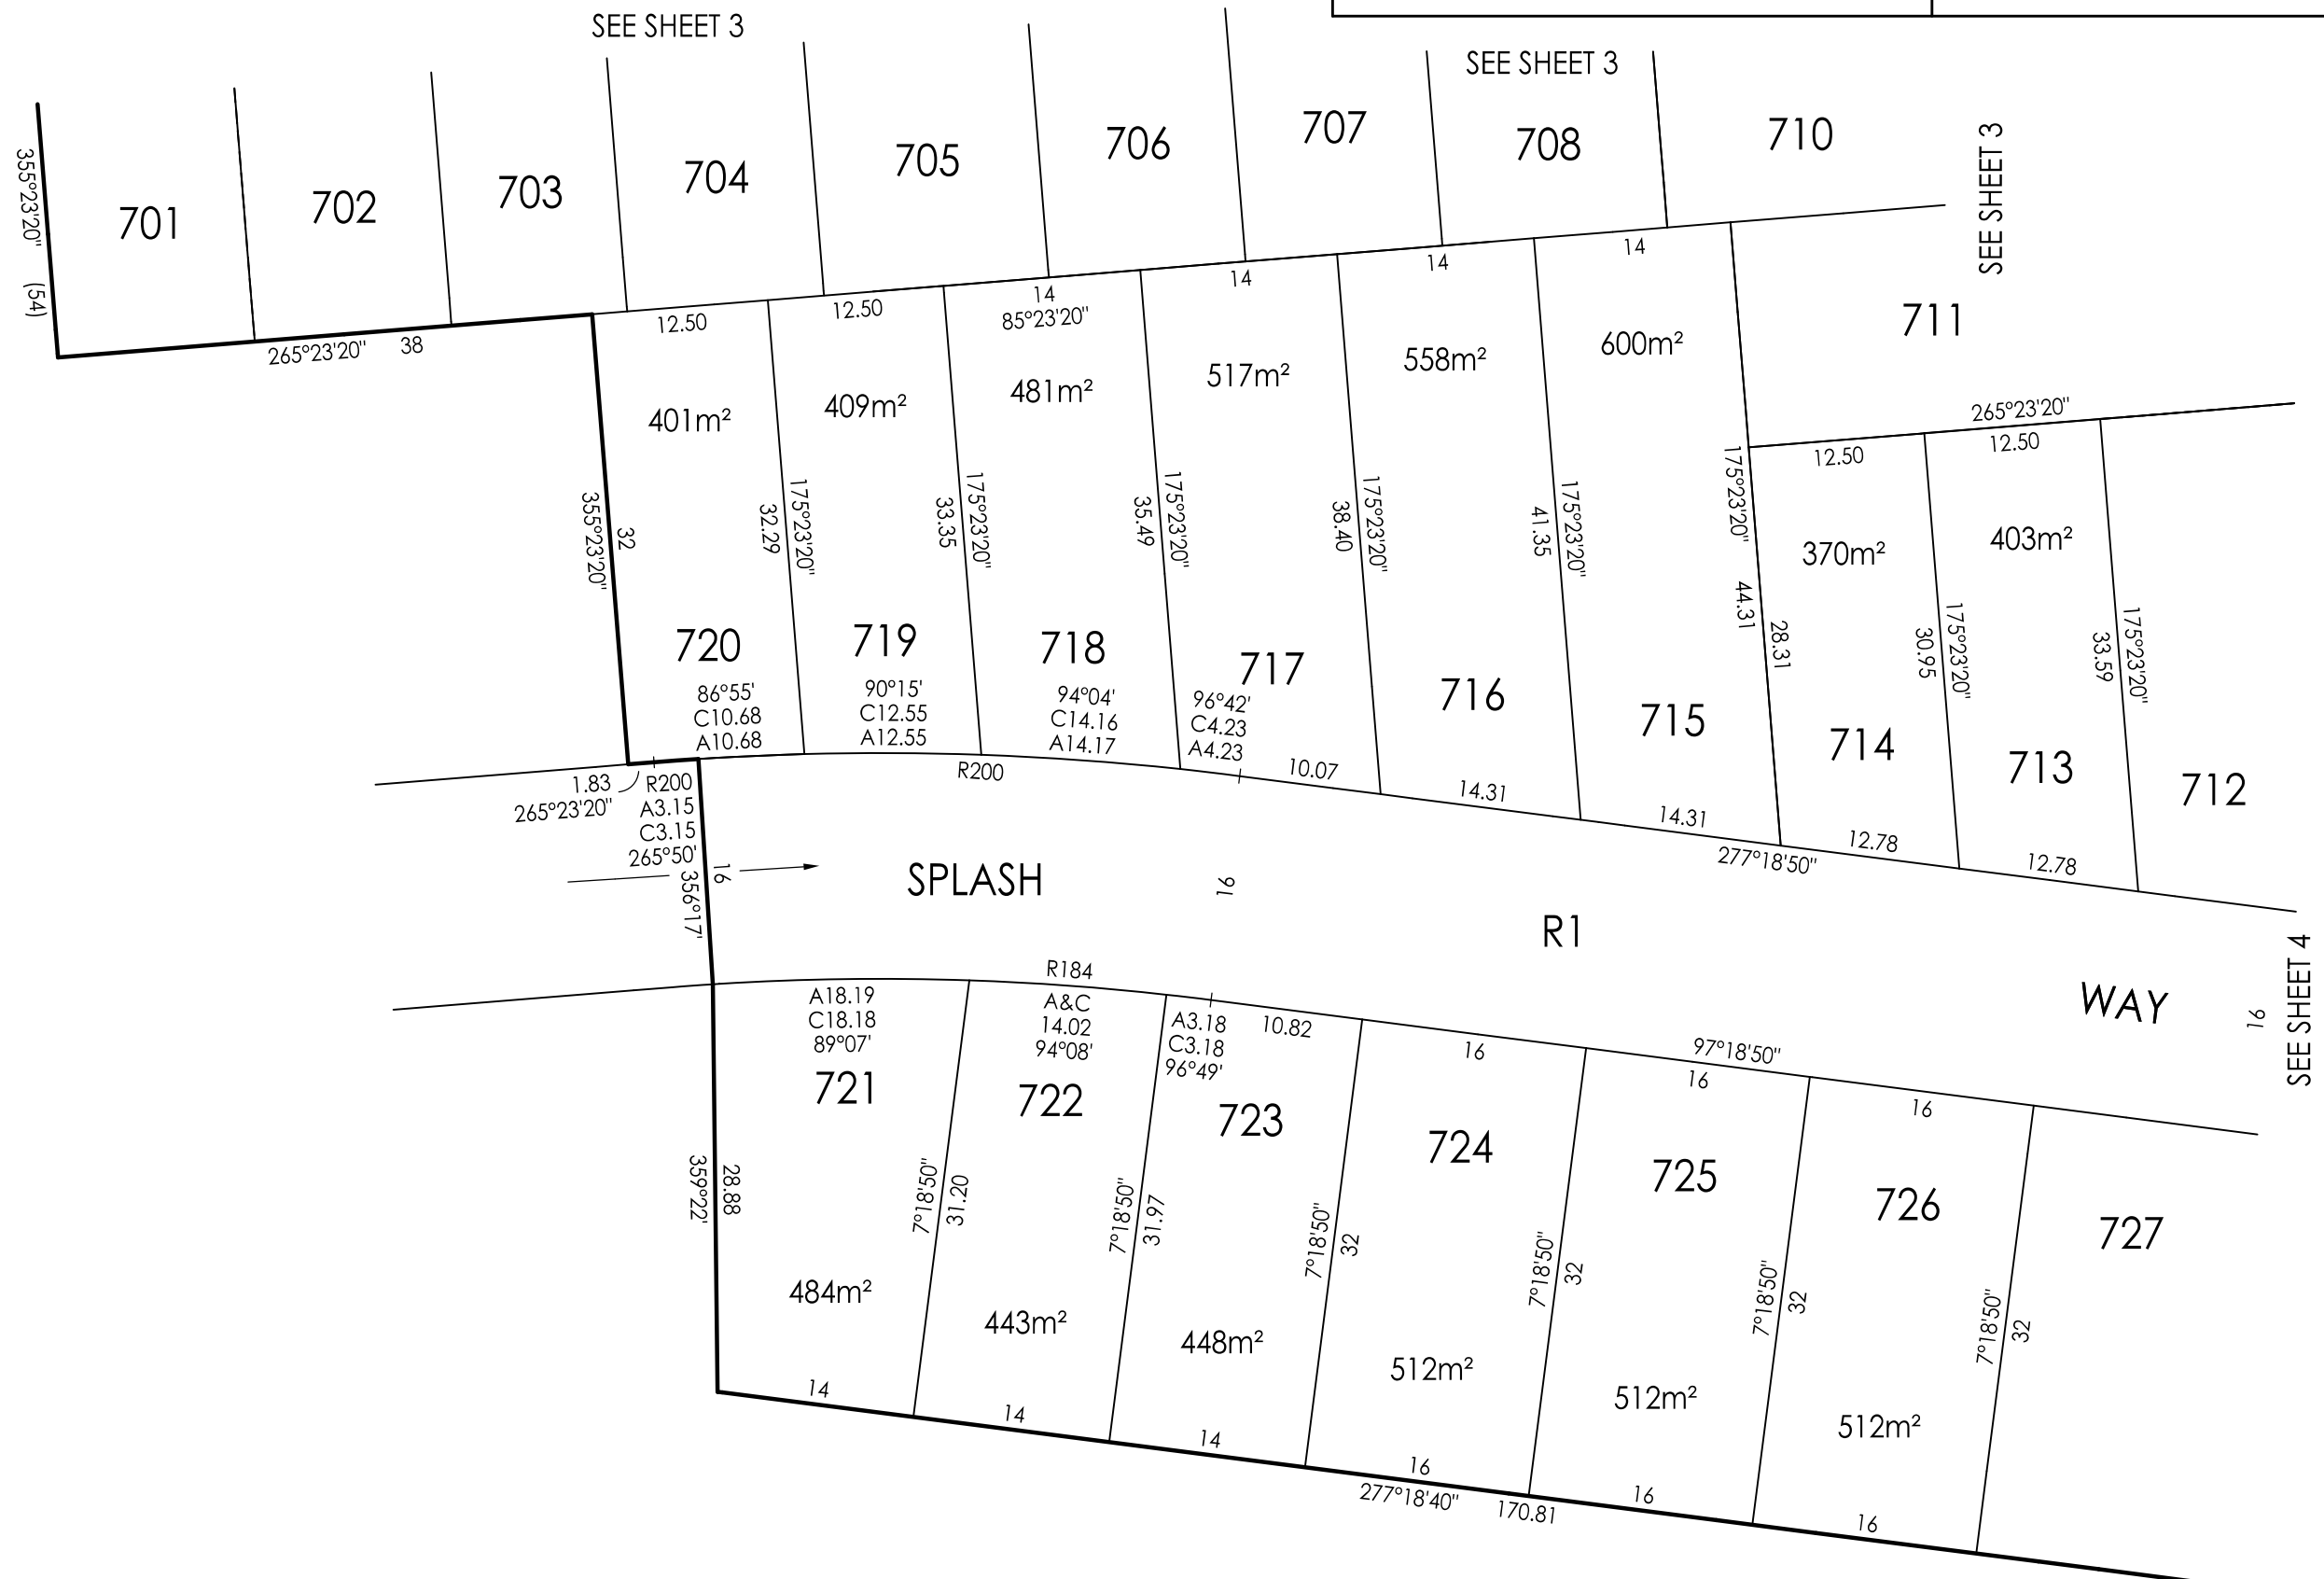 SEE SHEET 3
SEE SHEET 3
SEE SHEET 3
701
702
703
704
705
706
707
708
710
711
355°23'20" (54)
265°23'20" 38
12.50
12.50
14
85°23'20"
14
14
14
401m²
409m²
481m²
517m²
558m²
600m²
265°23'20"
12.50
12.50
370m²
403m²
355°23'20"
32
32.29
175°23'20"
33.35
175°23'20"
35.49
175°23'20"
38.40
175°23'20"
41.35
175°23'20"
175°23'20" 44.31
28.31
30.95
175°23'20"
33.59
175°23'20"
720
86°55'
C10.68
A10.68
719
90°15'
C12.55
A12.55
718
94°04'
C14.16
A14.17
717
96°42'
C4.23
A4.23
716
715
714
713
712
1.83
265°23'20"
R200
A3.15
C3.15
265°50'
R200
10.07
14.31
14.31
12.78
12.78
277°18'50"
356°17'
16
SPLASH
16
R1
WAY
16
SEE SHEET 4
R184
A18.19
C18.18
89°07'
721
A&C
14.02
94°08'
722
A3.18
C3.18
96°49'
10.82
723
16
724
97°18'50"
16
725
16
726
727
359°22'
28.88
7°18'50"
31.20
7°18'50"
31.97
7°18'50"
32
7°18'50"
32
7°18'50"
32
7°18'50"
32
484m²
443m²
448m²
512m²
512m²
512m²
14
14
14
16
16
16
277°18'40" 170.81